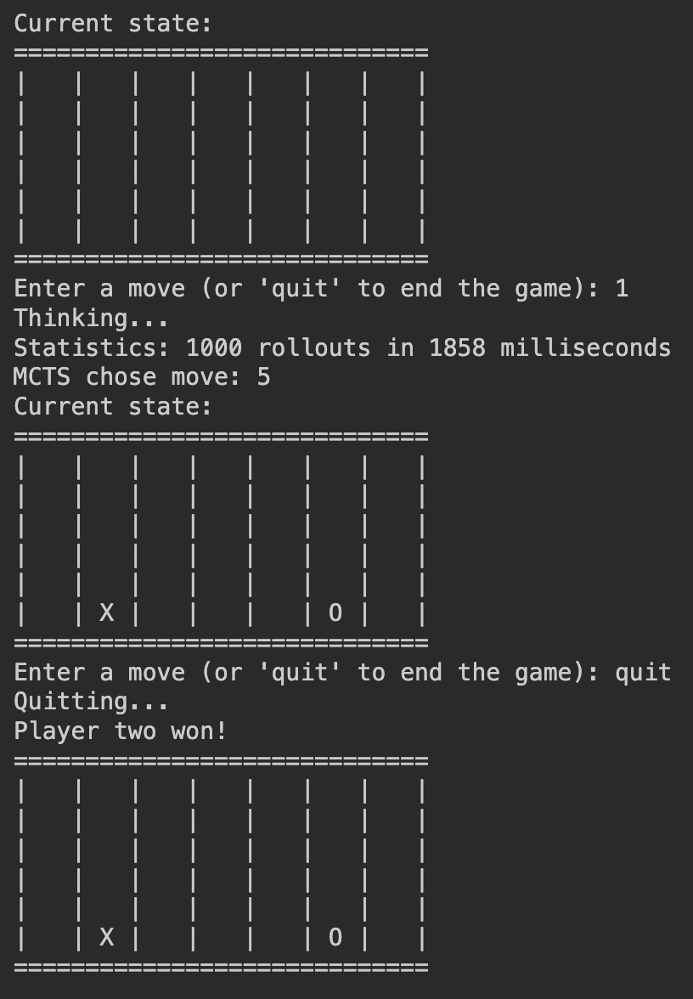 Current state:
=============================
|   |   |   |   |   |   |   |
|   |   |   |   |   |   |   |
|   |   |   |   |   |   |   |
|   |   |   |   |   |   |   |
|   |   |   |   |   |   |   |
|   |   |   |   |   |   |   |
=============================
Enter a move (or 'quit' to end the game): 1
Thinking...
Statistics: 1000 rollouts in 1858 milliseconds
MCTS chose move: 5
Current state:
=============================
|   |   |   |   |   |   |   |
|   |   |   |   |   |   |   |
|   |   |   |   |   |   |   |
|   |   |   |   |   |   |   |
|   |   |   |   |   |   |   |
|   | X |   |   |   | O |   |
=============================
Enter a move (or 'quit' to end the game): quit
Quitting...
Player two won!
=============================
|   |   |   |   |   |   |   |
|   |   |   |   |   |   |   |
|   |   |   |   |   |   |   |
|   |   |   |   |   |   |   |
|   |   |   |   |   |   |   |
|   | X |   |   |   | O |   |
=============================